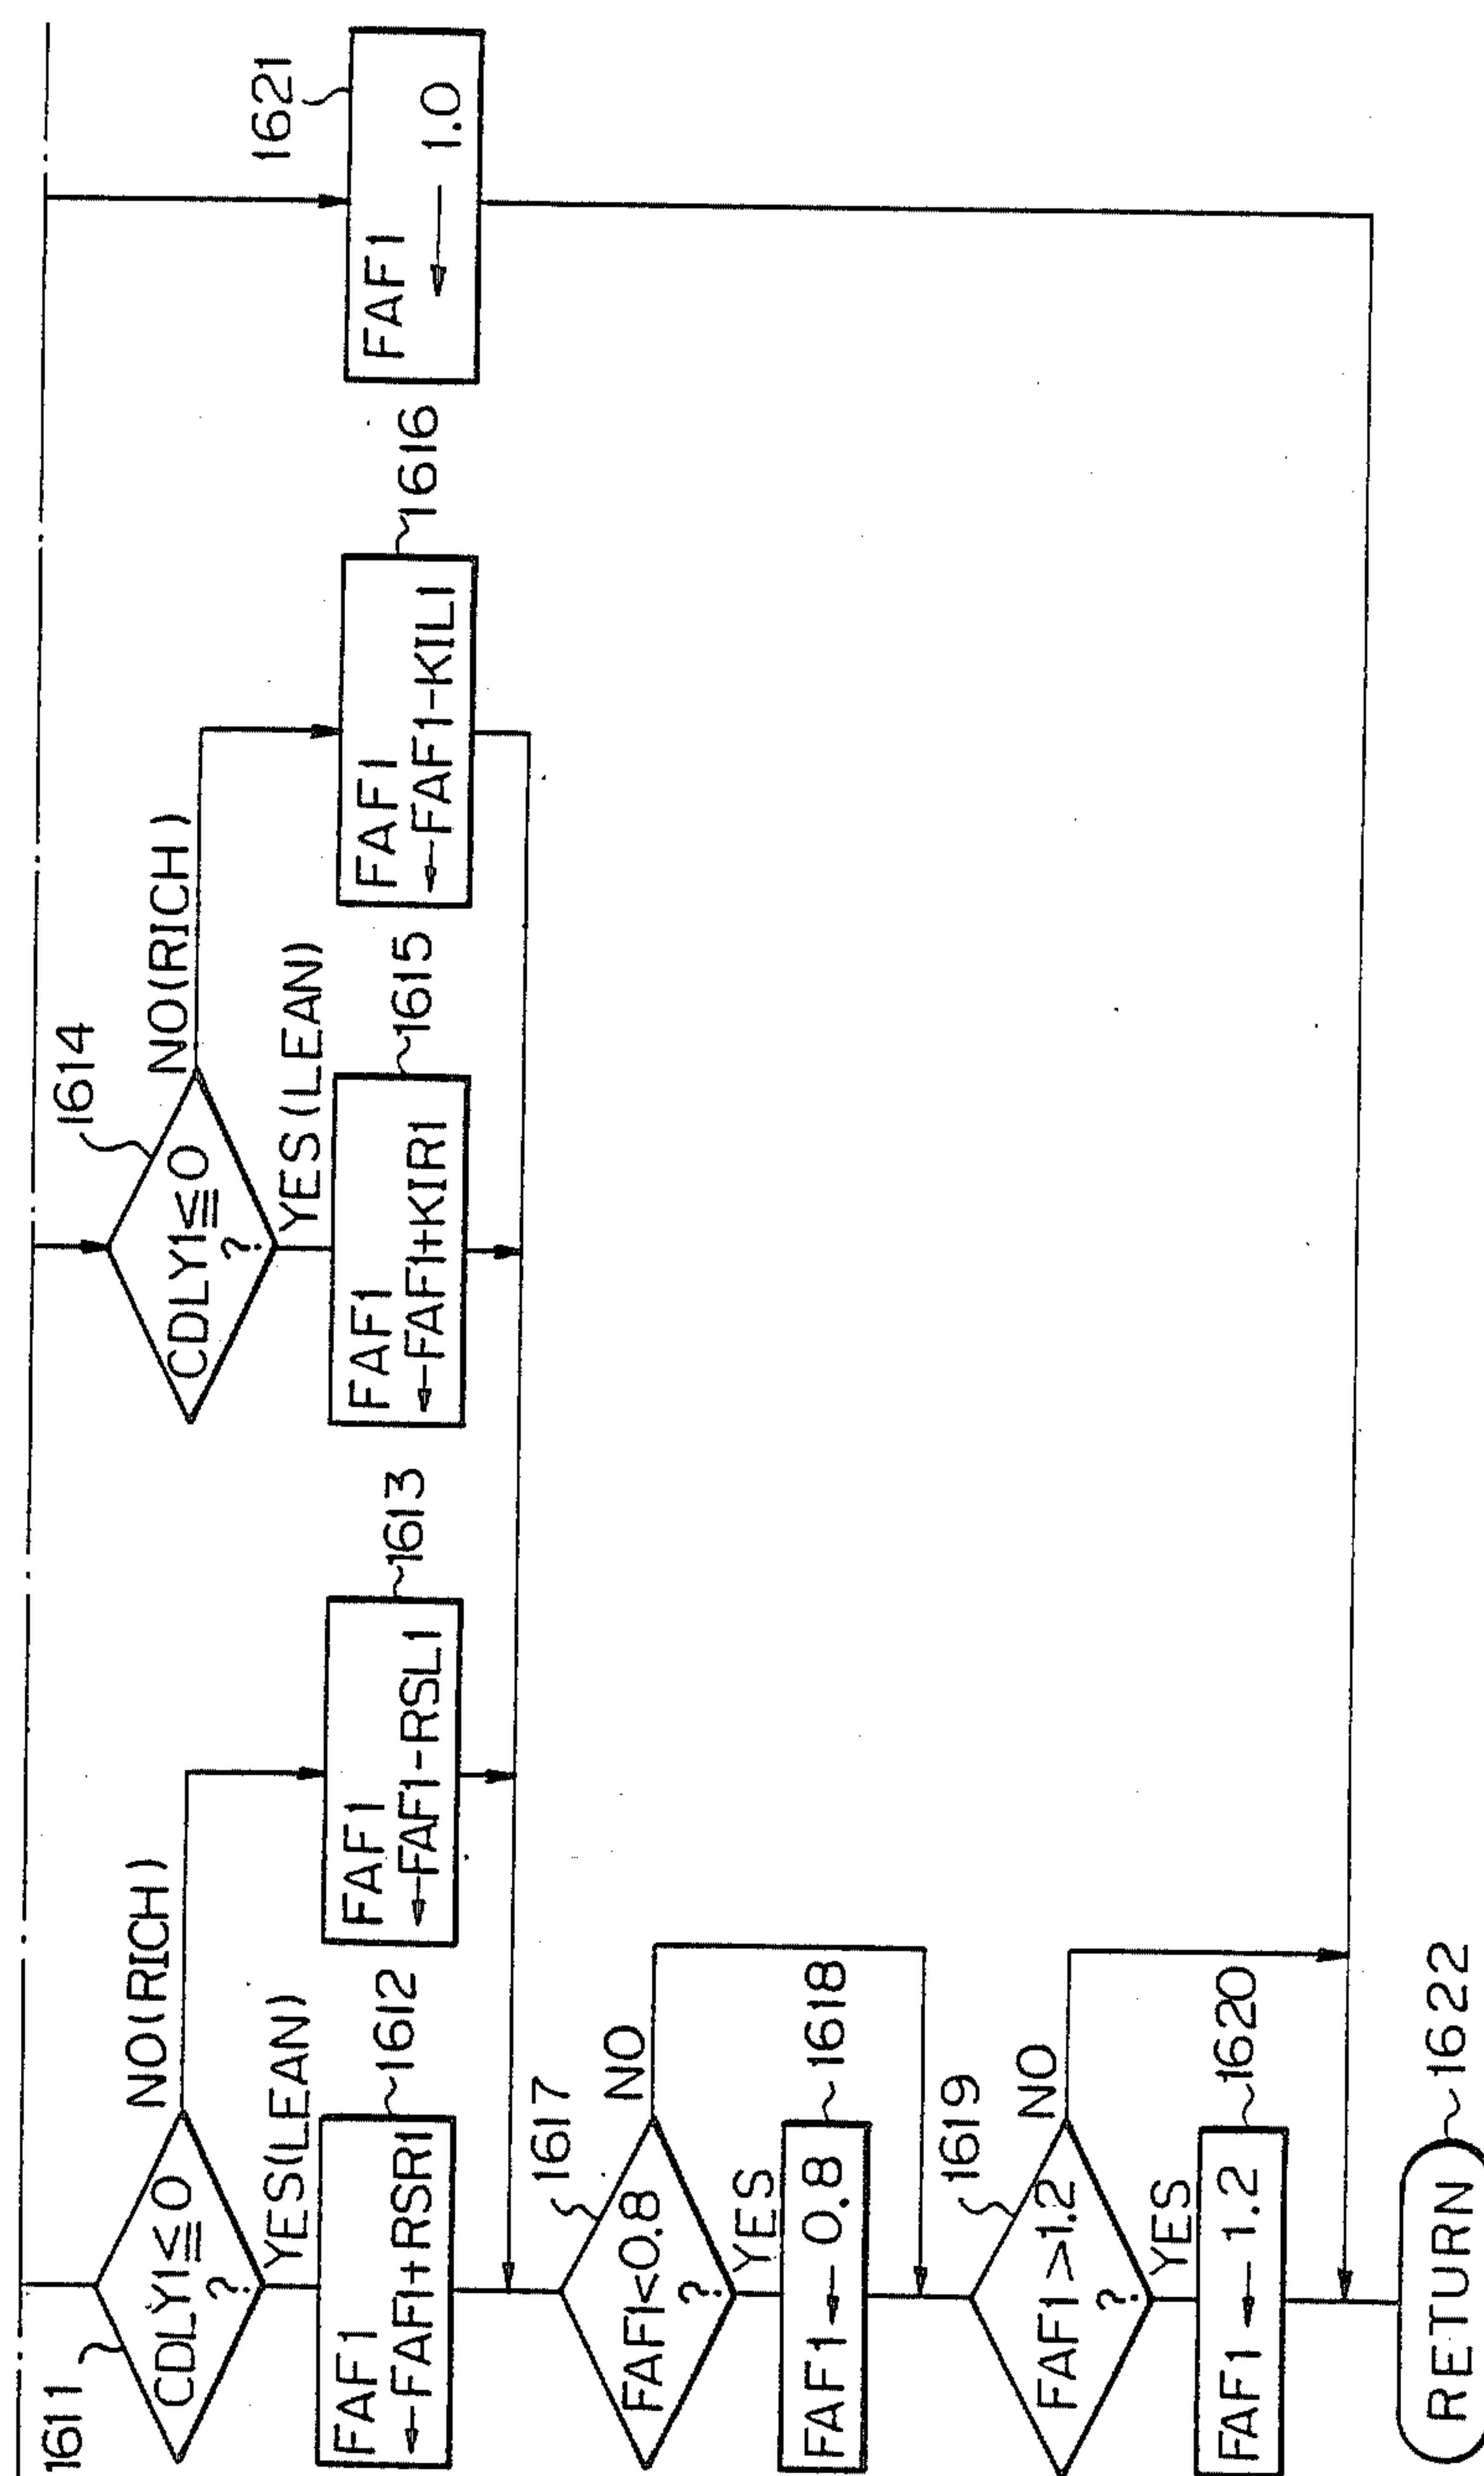 1611
CDLY1≦0
?
NO(RICH)
YES(LEAN)
FAF1
←FAF1+RSR1
1612
FAF1
←FAF1-RSL1
1613
1614
CDLY1≦0
?
NO(RICH)
YES(LEAN)
FAF1
←FAF1+KIR1
1615
FAF1
←FAF1-KIL1
1616
1621
FAF1
← 1.0
1617
FAF1<0.8
?
NO
YES
FAF1 ← 0.8
1618
1619
FAF1>1.2
?
NO
YES
FAF1 ← 1.2
1620
RETURN
1622